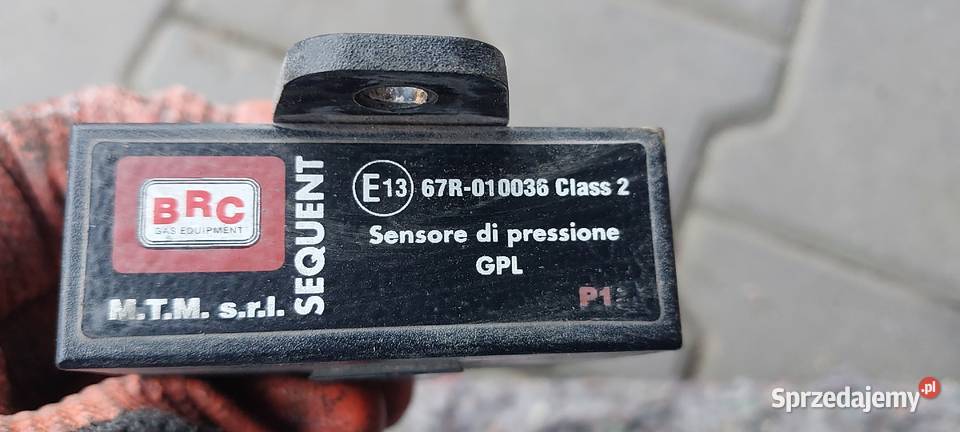 BRC
GAS EQUIPMENT
M.T.M. s.r.l.
SEQUENT
E13 67R-010036 Class 2
Sensore di pressione
GPL
P1
Sprzedajemy.pl